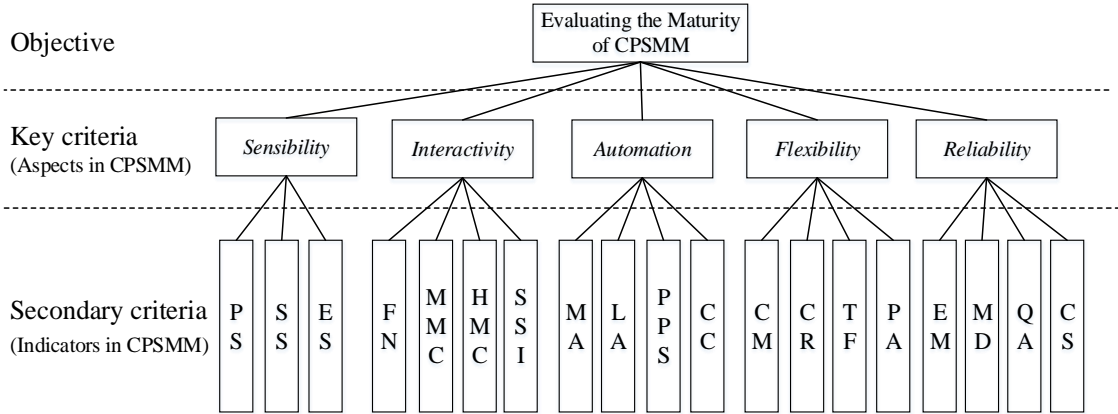 Evaluating the Maturity
of CPSMM
Objective
Key criteria
(Aspects in CPSMM)
Sensibility
Interactivity
Automation
Flexibility
Reliability
Secondary criteria
(Indicators in CPSMM)
PS
SS
ES
FN
MMC
HMC
SSI
MA
LA
PPS
CC
CM
CR
TF
PA
EM
MD
QA
CS